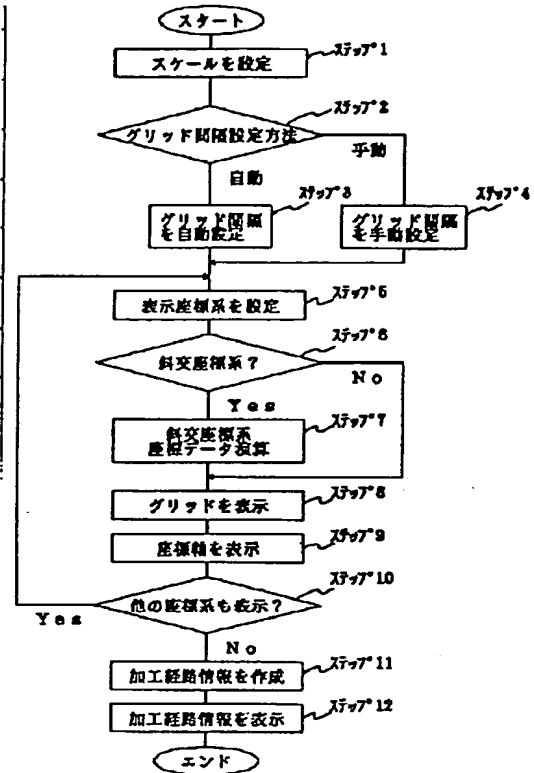 スタート
ステップ1
スケールを設定
ステップ2
グリッド間隔設定方法
手動
自動
ステップ3
ステップ4
グリッド間隔
を自動設定
グリッド間隔
を手動設定
ステップ5
表示座標系を設定
ステップ6
斜交座標系?
No
Yes
ステップ7
斜交座標系
座標データ演算
ステップ8
グリッドを表示
ステップ9
座標軸を表示
ステップ10
他の座標系も表示?
Yes
No
ステップ11
加工経路情報を作成
ステップ12
加工経路情報を表示
エンド